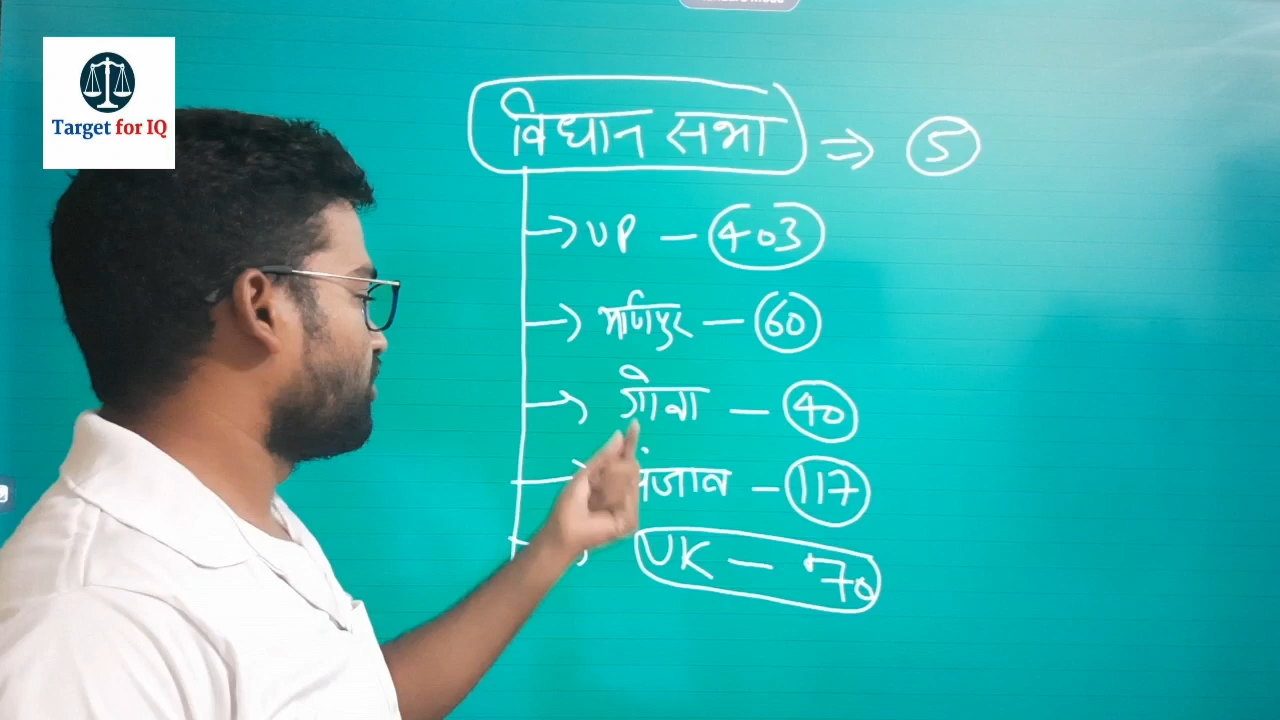 Target for IQ
विधान सभा => 5
UP - 403
मणिपुर - 60
गोवा - 40
पंजाब - 117
UK - 70